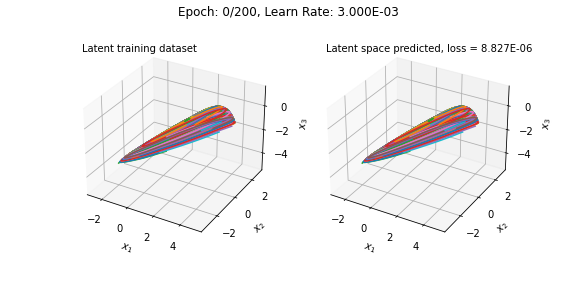 Epoch: 0/200, Learn Rate: 3.000E-03
Latent training dataset
Latent space predicted, loss = 8.827E-06
0
−2
−4
x₃
−2
0
2
4
x₁
−2
0
2
x₂
0
−2
−4
x₃
−2
0
2
4
x₁
−2
0
2
x₂